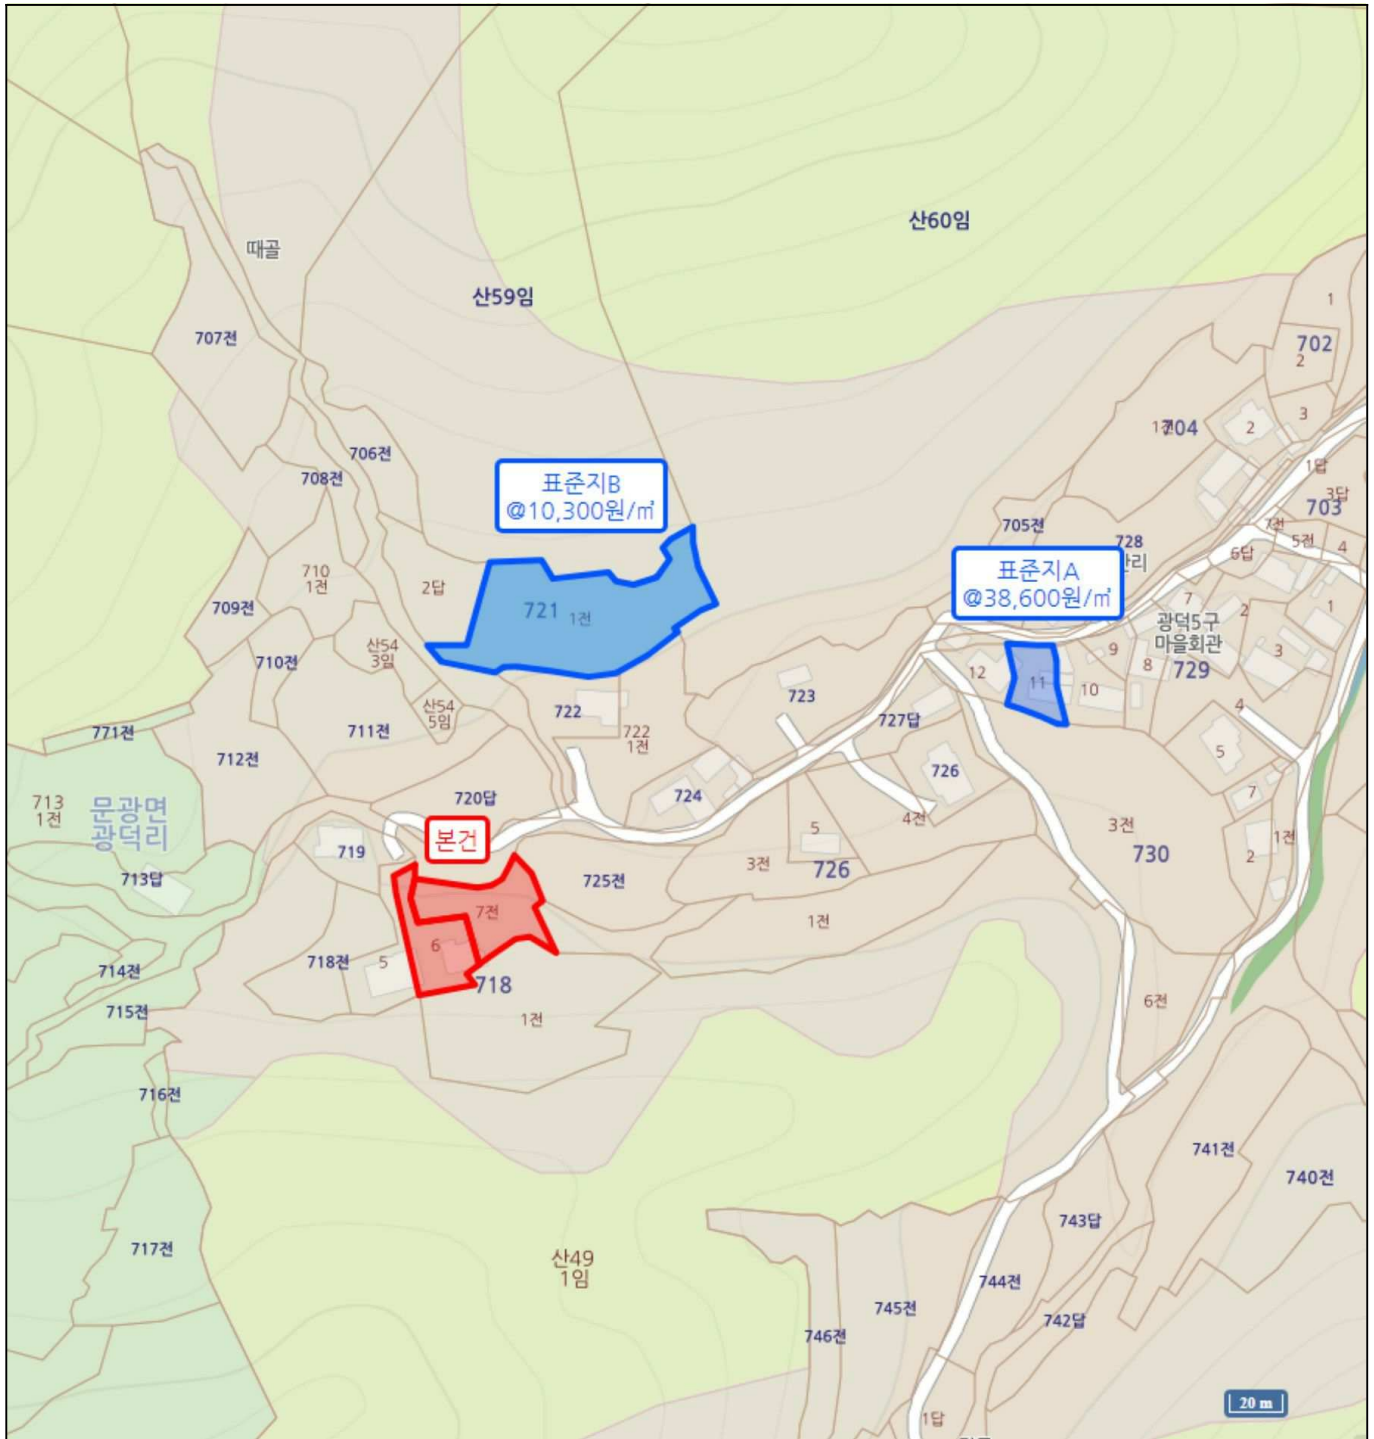 산60임
때골
산59임
1
707전
702
2
706전
1전
704
2
3
708전
1답
표준지B
@10,300원/㎡
3답
703
705전
7전
5전
728
4
6답
710
1전
표준지A
@38,600원/㎡
2답
709전
721
1전
7
2
1
광덕5구
마을회관
산54
3임
9
3
710전
8
729
12
11
10
723
산54
5임
722
727답
4
711전
771전
722
1전
5
712전
726
724
720답
7
713
1전
문광면
광덕리
4전
3전
730
1전
본건
5
719
2
3전
726
713답
725전
7전
1전
6
718전
5
714전
718
6전
715전
1전
716전
741전
740전
743답
717전
산49
1임
744전
745전
742답
746전
20 m
1답